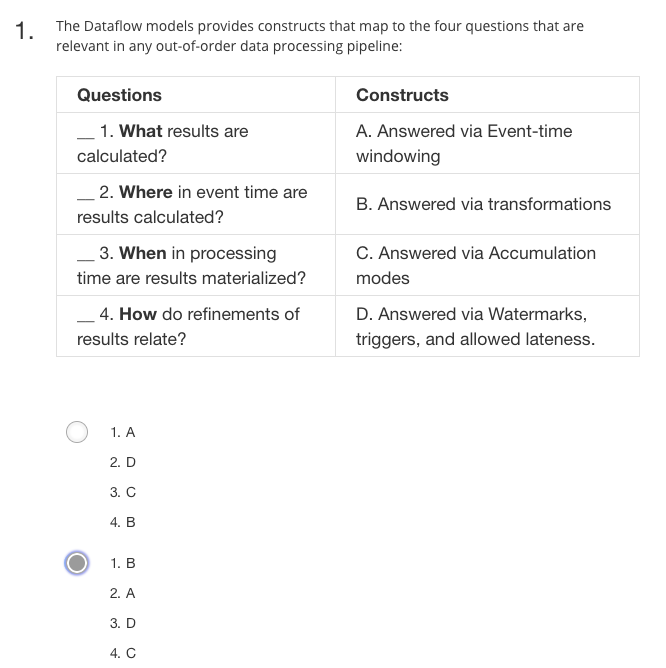 1. The Dataflow models provides constructs that map to the four questions that are
relevant in any out-of-order data processing pipeline:
Questions
Constructs
__ 1. What results are
calculated?
A. Answered via Event-time
windowing
__ 2. Where in event time are
results calculated?
B. Answered via transformations
__ 3. When in processing
time are results materialized?
C. Answered via Accumulation
modes
__ 4. How do refinements of
results relate?
D. Answered via Watermarks,
triggers, and allowed lateness.
1. A
2. D
3. C
4. B
1. B
2. A
3. D
4. C